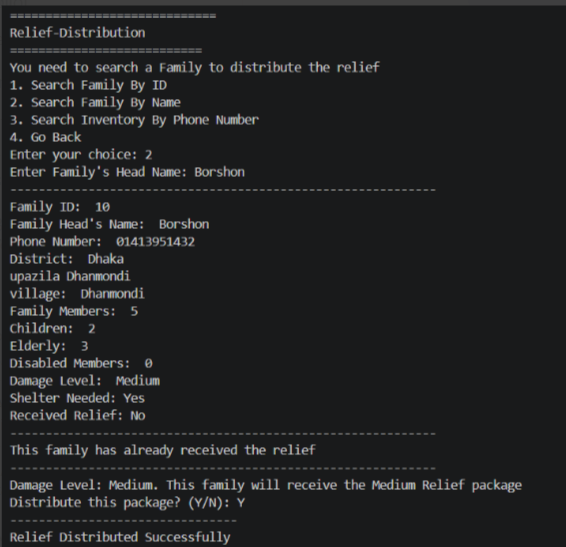 =============================
Relief-Distribution
===========================
You need to search a Family to distribute the relief
1. Search Family By ID
2. Search Family By Name
3. Search Inventory By Phone Number
4. Go Back
Enter your choice: 2
Enter Family's Head Name: Borshon
------------------------------------------------------------
Family ID:  10
Family Head's Name:  Borshon
Phone Number:  01413951432
District:  Dhaka
upazila Dhanmondi
village:  Dhanmondi
Family Members:  5
Children:  2
Elderly:  3
Disabled Members:  0
Damage Level:  Medium
Shelter Needed: Yes
Received Relief: No
------------------------------------------------------------
This family has already received the relief
------------------------------------------------------------
Damage Level: Medium. This family will receive the Medium Relief package
Distribute this package? (Y/N): Y
--------------------------------
Relief Distributed Successfully